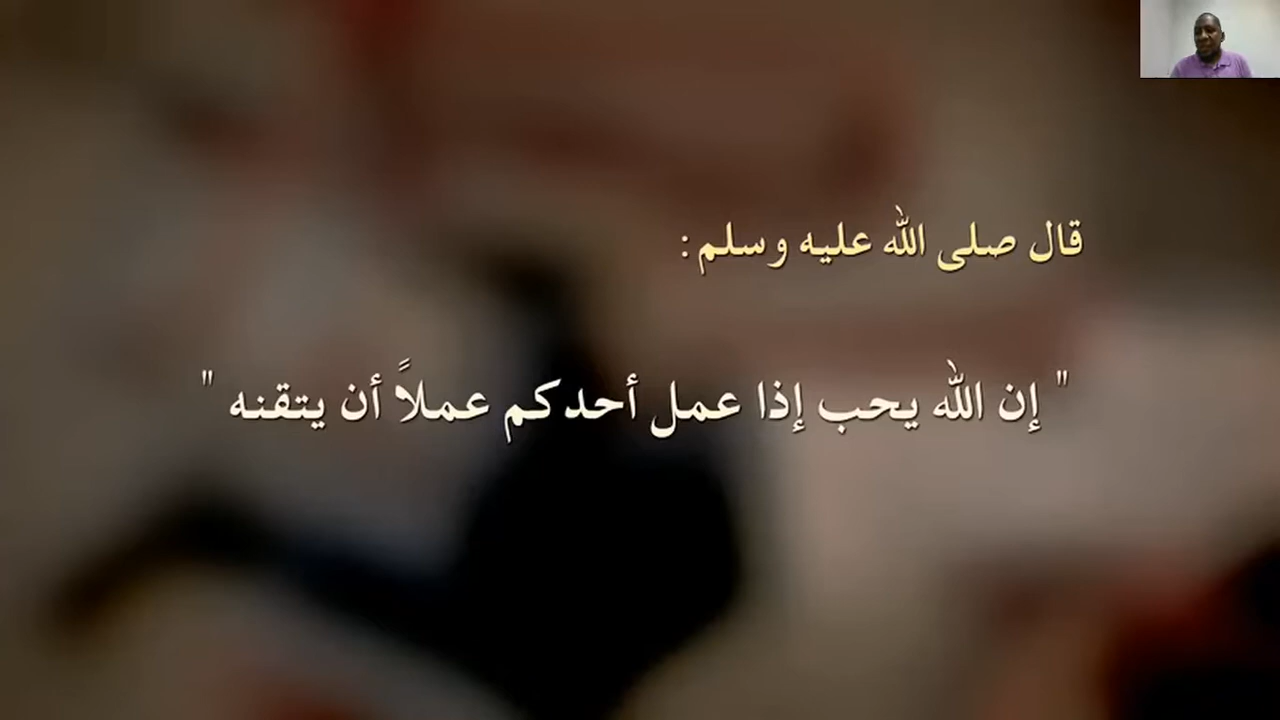 قال صلى الله عليه وسلم :
" إن الله يحب إذا عمل أحدكم عملاً أن يتقنه "